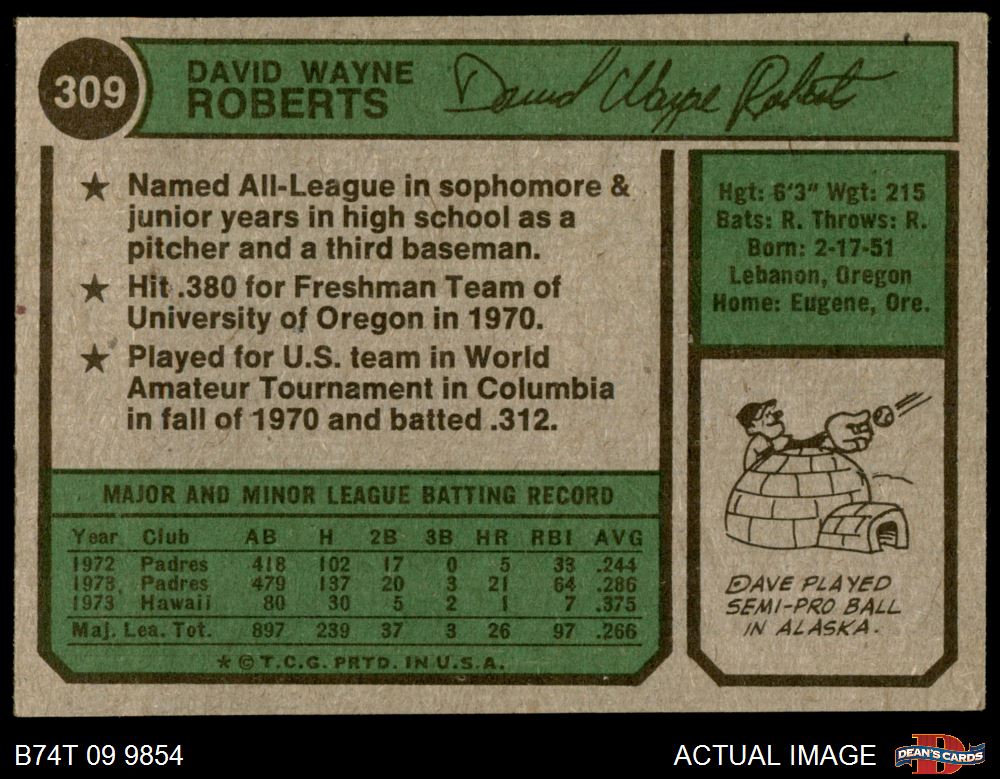 309
DAVID WAYNE
ROBERTS
David Wayne Roberts
★ Named All-League in sophomore &
junior years in high school as a
pitcher and a third baseman.
★ Hit .380 for Freshman Team of
University of Oregon in 1970.
★ Played for U.S. team in World
Amateur Tournament in Columbia
in fall of 1970 and batted .312.
Hgt: 6'3" Wgt: 215
Bats: R. Throws: R.
Born: 2-17-51
Lebanon, Oregon
Home: Eugene, Ore.
MAJOR AND MINOR LEAGUE BATTING RECORD
Year Club AB H 2B 3B HR RBI AVG
1972 Padres 418 102 17 0 5 33 .244
1973 Padres 479 137 20 3 21 64 .286
1973 Hawaii 80 30 5 2 1 7 .375
Maj. Lea. Tot. 897 239 37 3 26 97 .266
★ © T.C.G. PRTD. IN U.S.A.
DAVE PLAYED
SEMI-PRO BALL
IN ALASKA.
B74T 09 9854
ACTUAL IMAGE
D
DEAN'S CARDS